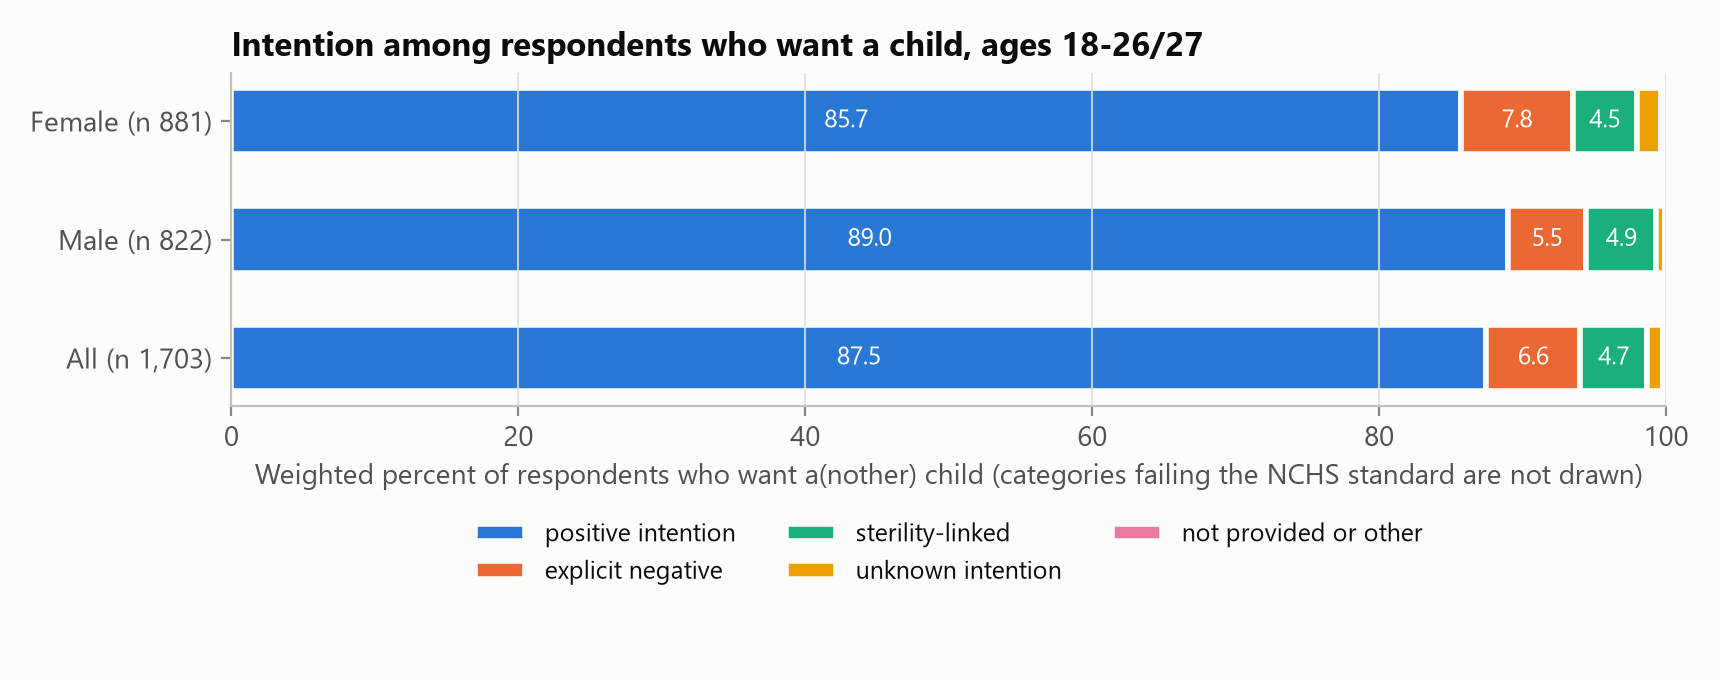 Intention among respondents who want a child, ages 18-26/27
Female (n 881)
85.7
7.8
4.5
Male (n 822)
89.0
5.5
4.9
All (n 1,703)
87.5
6.6
4.7
0 20 40 60 80 100
Weighted percent of respondents who want a(nother) child (categories failing the NCHS standard are not drawn)
positive intention sterility-linked not provided or other
explicit negative unknown intention